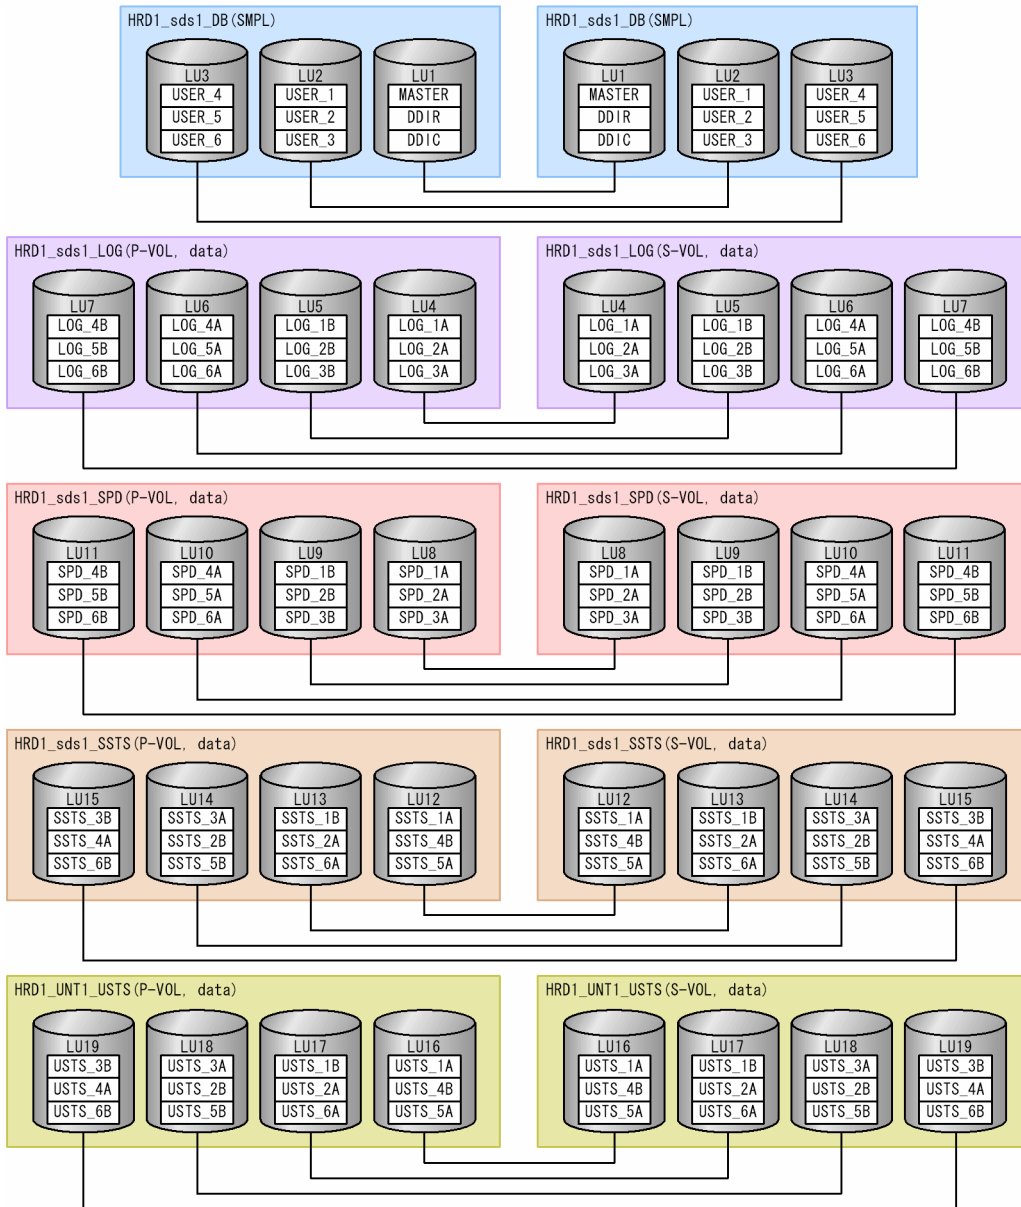 HRD1_sds1_DB(SMPL)
LU3
USER_4
USER_5
USER_6
LU2
USER_1
USER_2
USER_3
LU1
MASTER
DDIR
DDIC
HRD1_sds1_DB(SMPL)
LU1
MASTER
DDIR
DDIC
LU2
USER_1
USER_2
USER_3
LU3
USER_4
USER_5
USER_6
HRD1_sds1_LOG(P-VOL, data)
LU7
LOG_4B
LOG_5B
LOG_6B
LU6
LOG_4A
LOG_5A
LOG_6A
LU5
LOG_1B
LOG_2B
LOG_3B
LU4
LOG_1A
LOG_2A
LOG_3A
HRD1_sds1_LOG(S-VOL, data)
LU4
LOG_1A
LOG_2A
LOG_3A
LU5
LOG_1B
LOG_2B
LOG_3B
LU6
LOG_4A
LOG_5A
LOG_6A
LU7
LOG_4B
LOG_5B
LOG_6B
HRD1_sds1_SPD(P-VOL, data)
LU11
SPD_4B
SPD_5B
SPD_6B
LU10
SPD_4A
SPD_5A
SPD_6A
LU9
SPD_1B
SPD_2B
SPD_3B
LU8
SPD_1A
SPD_2A
SPD_3A
HRD1_sds1_SPD(S-VOL, data)
LU8
SPD_1A
SPD_2A
SPD_3A
LU9
SPD_1B
SPD_2B
SPD_3B
LU10
SPD_4A
SPD_5A
SPD_6A
LU11
SPD_4B
SPD_5B
SPD_6B
HRD1_sds1_SSTS(P-VOL, data)
LU15
SSTS_3B
SSTS_4A
SSTS_6B
LU14
SSTS_3A
SSTS_2B
SSTS_5B
LU13
SSTS_1B
SSTS_2A
SSTS_6A
LU12
SSTS_1A
SSTS_4B
SSTS_5A
HRD1_sds1_SSTS(S-VOL, data)
LU12
SSTS_1A
SSTS_4B
SSTS_5A
LU13
SSTS_1B
SSTS_2A
SSTS_6A
LU14
SSTS_3A
SSTS_2B
SSTS_5B
LU15
SSTS_3B
SSTS_4A
SSTS_6B
HRD1_UNT1_USTS(P-VOL, data)
LU19
USTS_3B
USTS_4A
USTS_6B
LU18
USTS_3A
USTS_2B
USTS_5B
LU17
USTS_1B
USTS_2A
USTS_6A
LU16
USTS_1A
USTS_4B
USTS_5A
HRD1_UNT1_USTS(S-VOL, data)
LU16
USTS_1A
USTS_4B
USTS_5A
LU17
USTS_1B
USTS_2A
USTS_6A
LU18
USTS_3A
USTS_2B
USTS_5B
LU19
USTS_3B
USTS_4A
USTS_6B